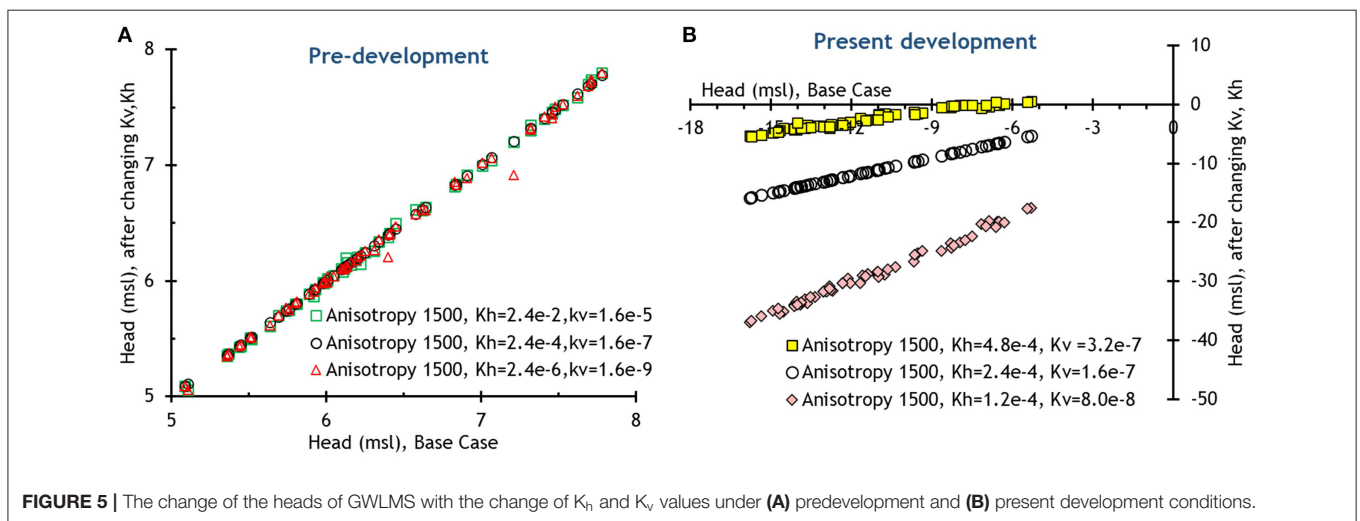 A
Pre-development
8
7
6
5
Head (msl), after changing Kv,Kh
Anisotropy 1500, Kh=2.4e-2,kv=1.6e-5
Anisotropy 1500, Kh=2.4e-4,kv=1.6e-7
Anisotropy 1500, Kh=2.4e-6,kv=1.6e-9
5 6 7 8
Head (msl), Base Case
B
Present development
Head (msl), Base Case
-18 -15 -12 -9 -6 -3 0
10
0
-10
-20
-30
-40
-50
Head (msl), after changing Kv, Kh
Anisotropy 1500, Kh=4.8e-4, Kv =3.2e-7
Anisotropy 1500, Kh=2.4e-4, Kv=1.6e-7
Anisotropy 1500, Kh=1.2e-4, Kv=8.0e-8
FIGURE 5 | The change of the heads of GWLMS with the change of Kh and Kv values under (A) predevelopment and (B) present development conditions.